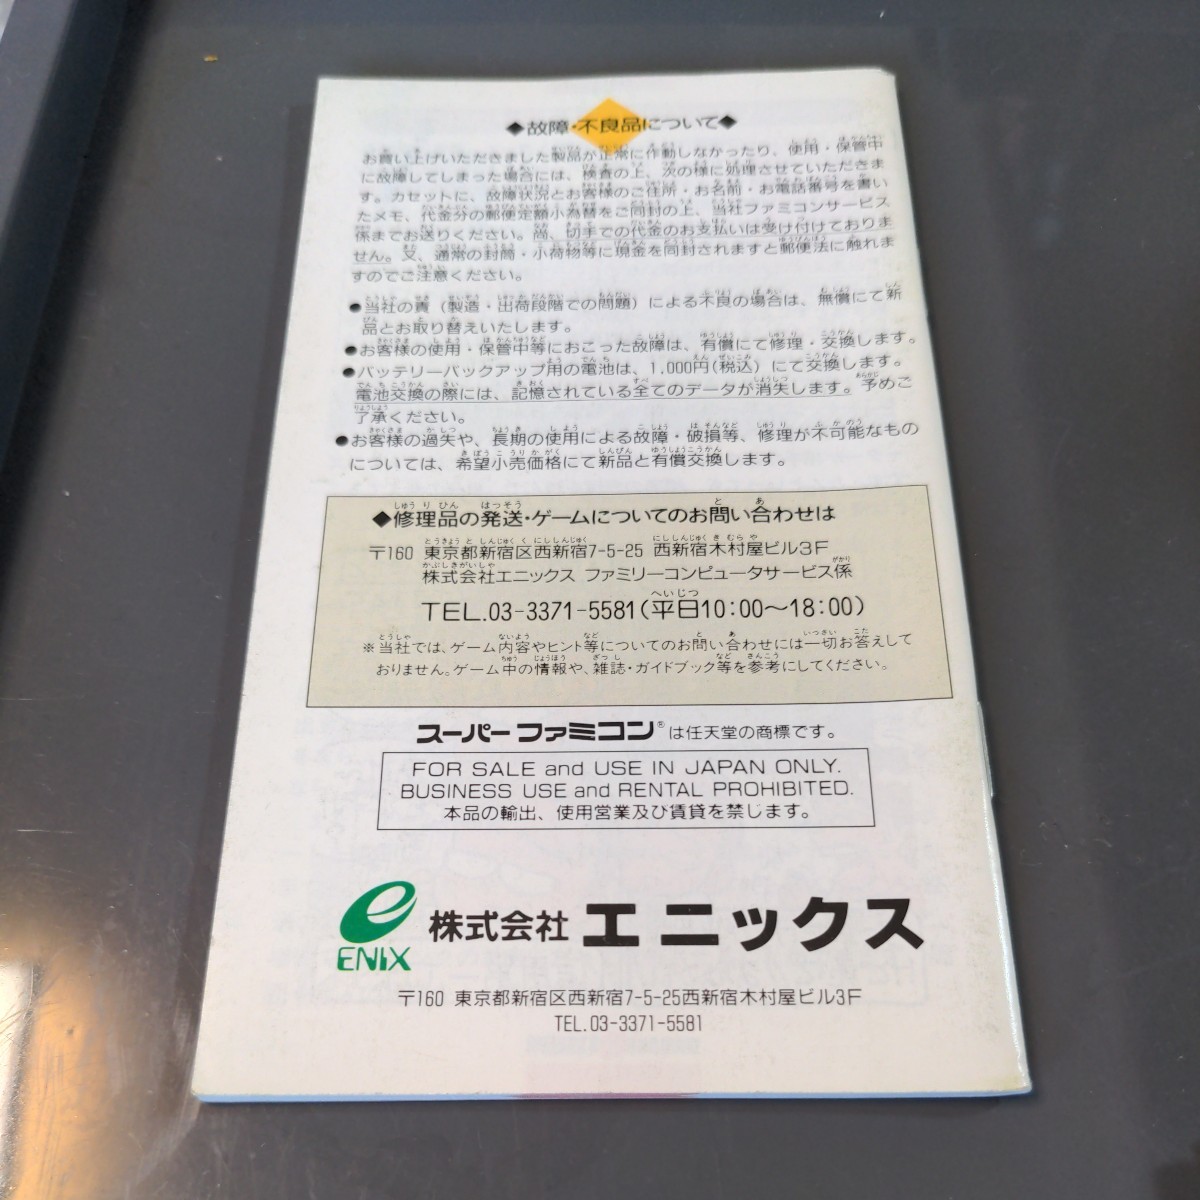 ◆故障・不良品について◆
お買い上げいただきました製品が正常に作動しなかったり、使用・保管中
に故障してしまった場合には、検査の上、次の様に処理させていただきま
す。カセットに、故障状況とお客様のご住所・お名前・お電話番号を書い
たメモ、代金分の郵便定額小為替をご同封の上、当社ファミコンサービス
係までお送りください。尚、切手での代金のお支払いは受け付けておりま
せん。又、通常の封筒・小荷物等に現金を同封されますと郵便法に触れま
すのでご注意ください。
●当社の責（製造・出荷段階での問題）による不良の場合は、無償にて新
品とお取り替えいたします。
●お客様の使用・保管中等におこった故障は、有償にて修理・交換します。
●バッテリーバックアップ用の電池は、1,000円(税込)にて交換します。
電池交換の際には、記憶されている全てのデータが消失します。予めご
了承ください。
●お客様の過失や、長期の使用による故障・破損等、修理が不可能なもの
については、希望小売価格にて新品と有償交換します。
◆修理品の発送・ゲームについてのお問い合わせは
〒160 東京都新宿区西新宿7-5-25 西新宿木村屋ビル3F
株式会社エニックス ファミリーコンピュータサービス係
TEL.03-3371-5581(平日10:00〜18:00)
※当社では、ゲーム内容やヒント等についてのお問い合わせには一切お答えして
おりません。ゲーム中の情報や、雑誌・ガイドブック等を参考にしてください。
スーパーファミコン®は任天堂の商標です。
FOR SALE and USE IN JAPAN ONLY.
BUSINESS USE and RENTAL PROHIBITED.
本品の輸出、使用営業及び賃貸を禁じます。
ENIX 株式会社 エニックス
〒160 東京都新宿区西新宿7-5-25西新宿木村屋ビル3F
TEL.03-3371-5581